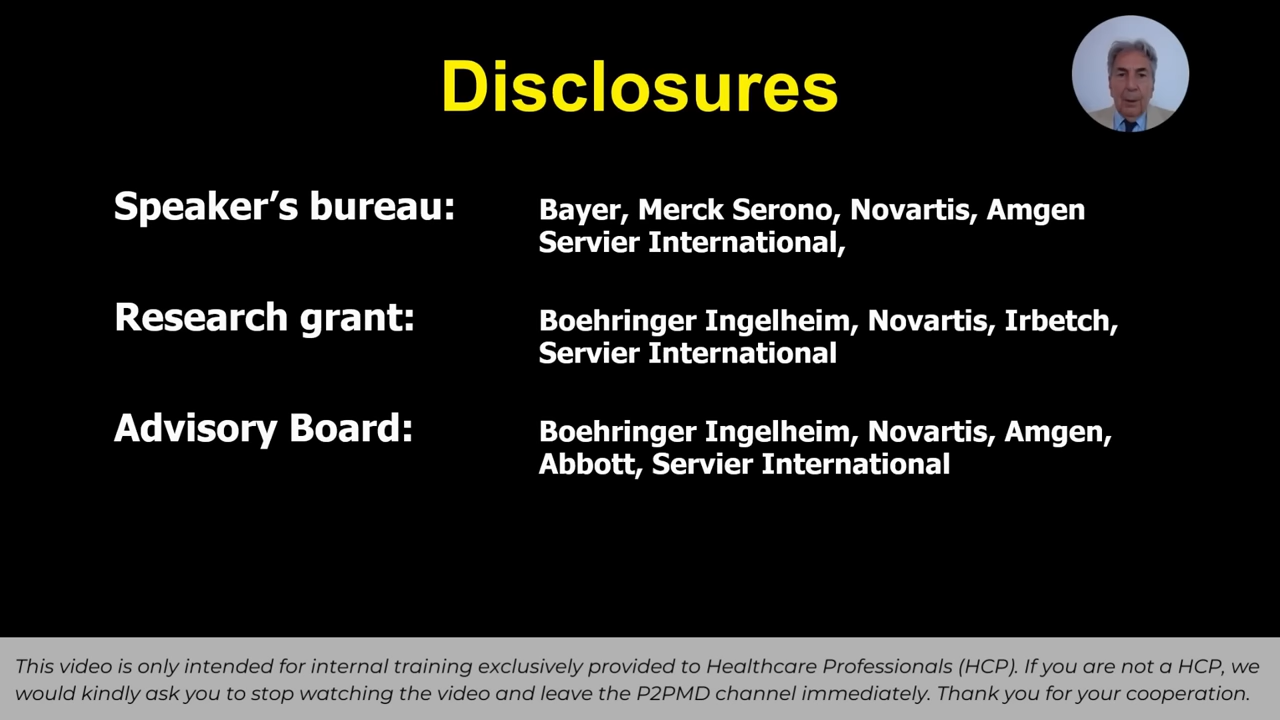 Disclosures
Speaker's bureau:
Bayer, Merck Serono, Novartis, Amgen
Servier International,
Research grant:
Boehringer Ingelheim, Novartis, Irbetch,
Servier International
Advisory Board:
Boehringer Ingelheim, Novartis, Amgen,
Abbott, Servier International
This video is only intended for internal training exclusively provided to Healthcare Professionals (HCP). If you are not a HCP, we
would kindly ask you to stop watching the video and leave the P2PMD channel immediately. Thank you for your cooperation.